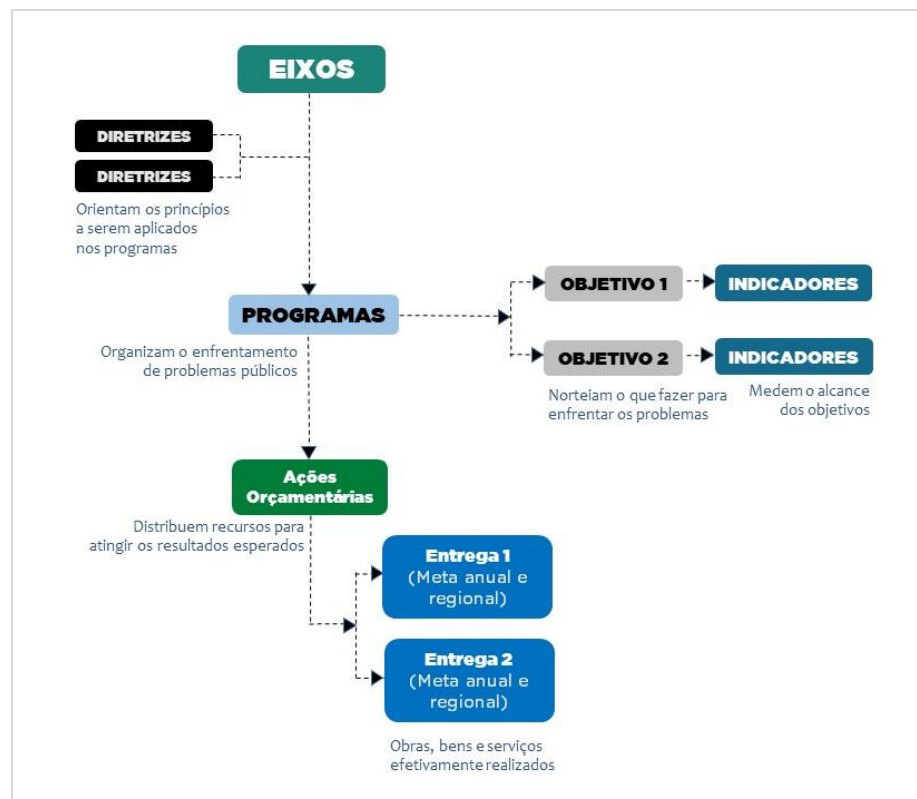 EIXOS
DIRETRIZES
DIRETRIZES
Orientam os princípios
a serem aplicados
nos programas
PROGRAMAS
Organizam o enfrentamento
de problemas públicos
OBJETIVO 1
INDICADORES
OBJETIVO 2
INDICADORES
Norteiam o que fazer para
enfrentar os problemas
Medem o alcance
dos objetivos
Ações
Orçamentárias
Distribuem recursos para
atingir os resultados esperados
Entrega 1
(Meta anual e
regional)
Entrega 2
(Meta anual e
regional)
Obras, bens e serviços
efetivamente realizados